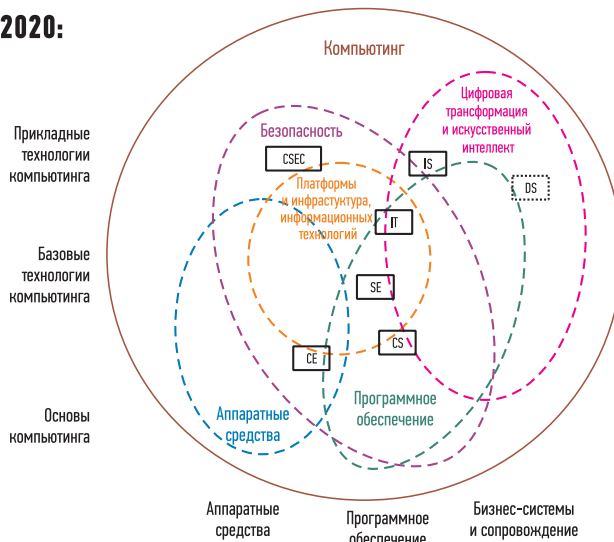 2020:
Компьютинг
Цифровая
трансформация
и искусственный
интеллект
Прикладные
технологии
компьютинга
Безопасность
CSEC
IS
DS
Платформы
и инфраструктура,
информационных
технологий
IT
Базовые
технологии
компьютинга
SE
CS
CE
Программное
обеспечение
Аппаратные
средства
Основы
компьютинга
Аппаратные
средства
Программное
обеспечение
Бизнес-системы
и сопровождение